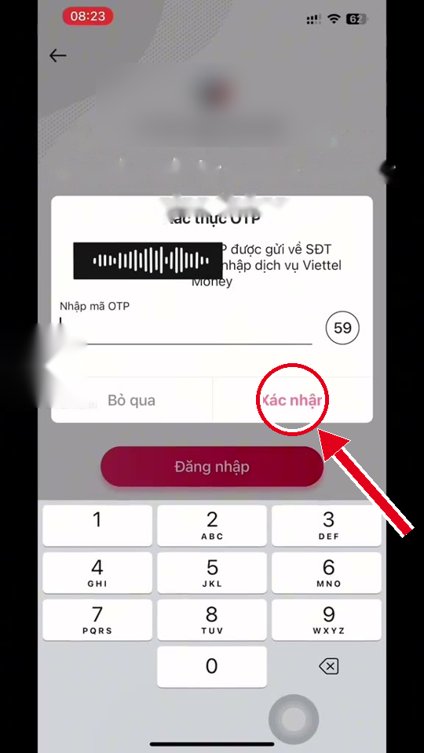 08:23
62
Xác thực OTP
được gửi về SĐT
nhập dịch vụ Viettel
Money
Nhập mã OTP
59
Bỏ qua
Xác nhận
Đăng nhập
1
2
ABC
3
DEF
4
GHI
5
JKL
6
MNO
7
PQRS
8
TUV
9
WXYZ
0